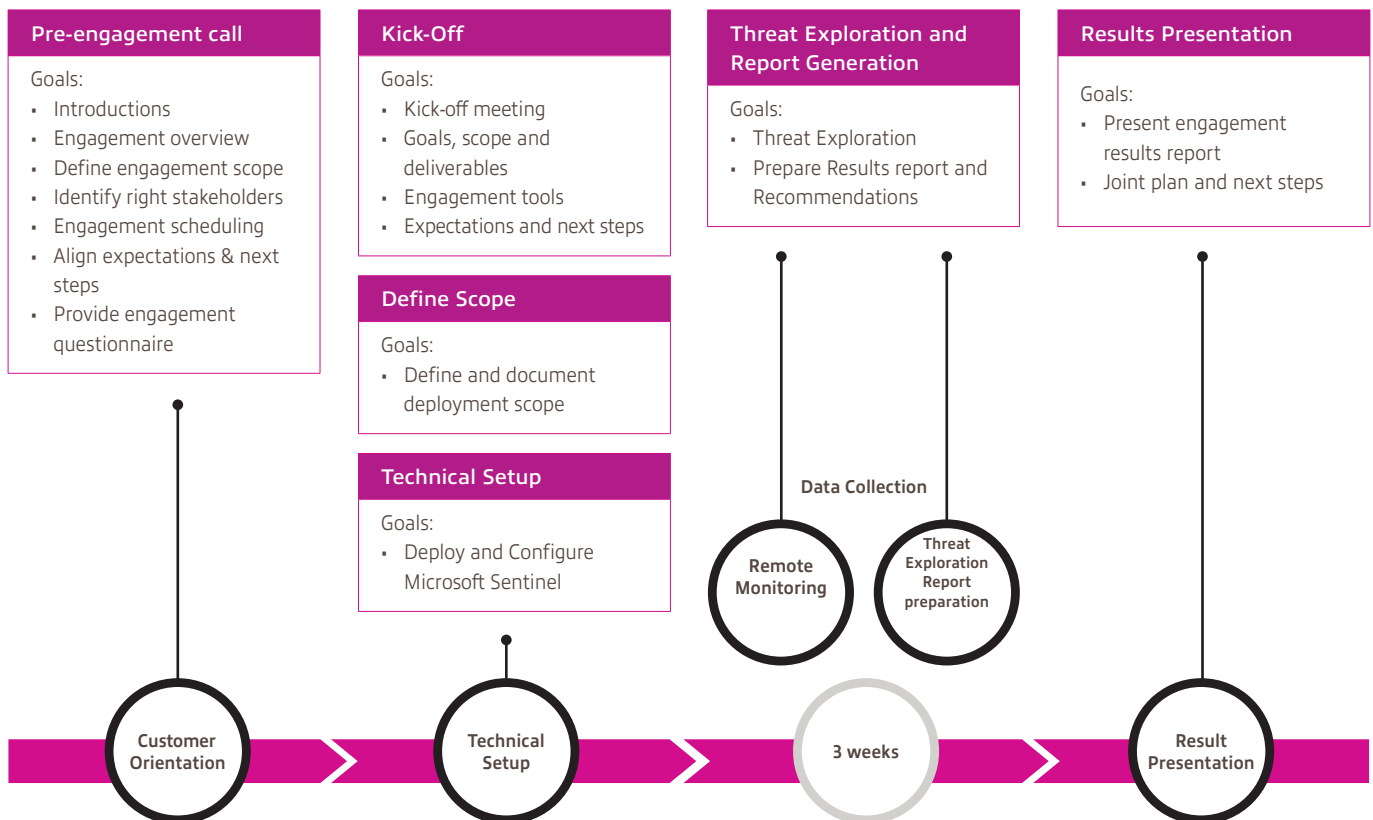 Pre-engagement call
Goals:
• Introductions
• Engagement overview
• Define engagement scope
• Identify right stakeholders
• Engagement scheduling
• Align expectations & next
steps
• Provide engagement
questionnaire
Kick-Off
Goals:
• Kick-off meeting
• Goals, scope and
deliverables
• Engagement tools
• Expectations and next steps
Define Scope
Goals:
• Define and document
deployment scope
Technical Setup
Goals:
• Deploy and Configure
Microsoft Sentinel
Threat Exploration and
Report Generation
Goals:
• Threat Exploration
• Prepare Results report and
Recommendations
Results Presentation
Goals:
• Present engagement
results report
• Joint plan and next steps
Data Collection
Remote
Monitoring
Threat
Exploration
Report
preparation
Customer
Orientation
Technical
Setup
3 weeks
Result
Presentation